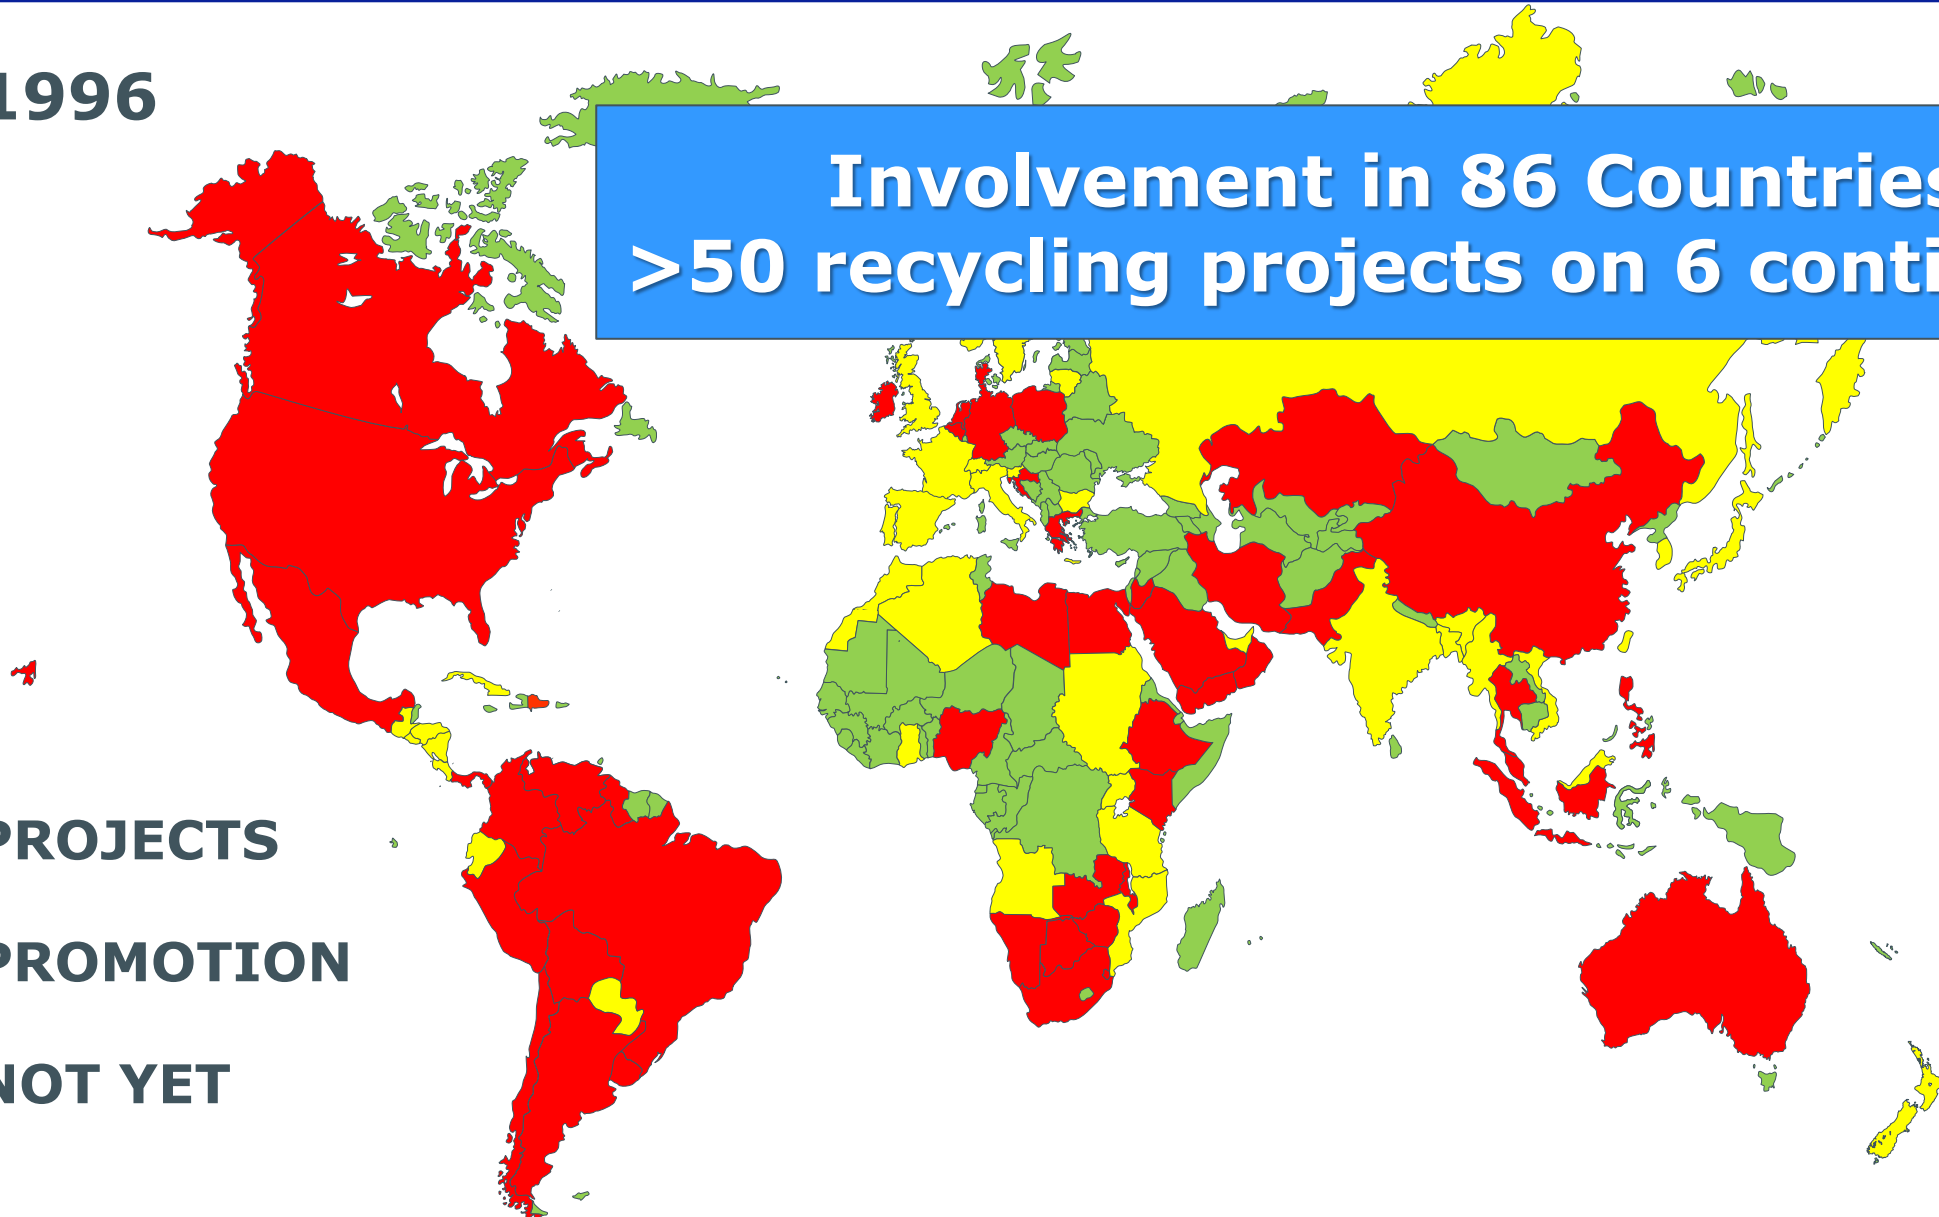 1996
Involvement in 86 Countries
>50 recycling projects on 6 conti
PROJECTS
PROMOTION
NOT YET